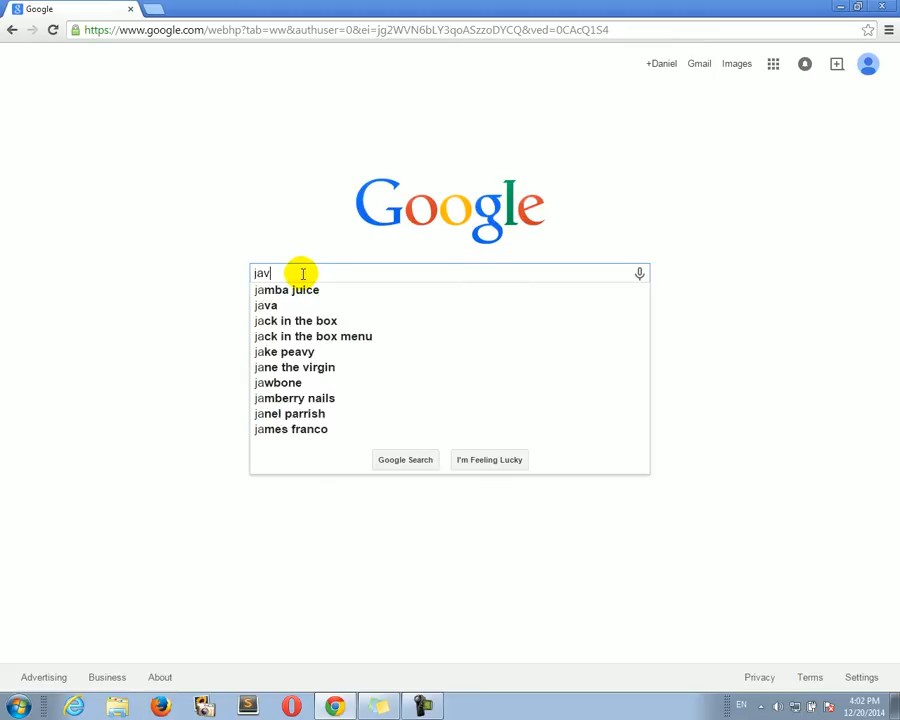 Google
https://www.google.com/webhp?tab=ww&authuser=0&ei=jg2WVN6bLY3qoASzzoDYCQ&ved=0CAcQ1S4
+Daniel Gmail Images
Google
jav
jamba juice
java
jack in the box
jack in the box menu
jake peavy
jane the virgin
jawbone
jamberry nails
janel parrish
james franco
Google Search I'm Feeling Lucky
Advertising Business About Privacy Terms Settings
EN 4:02 PM
12/20/2014